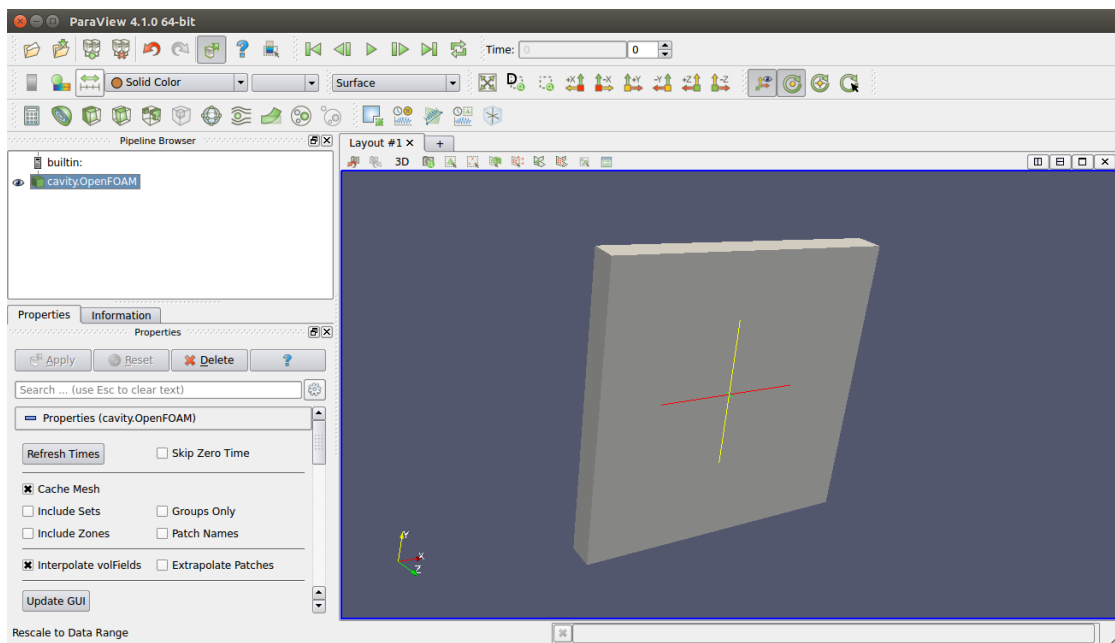 ParaView 4.1.0 64-bit
? Time: 0 0
Solid Color Surface D +X -X +Y -Y +Z -Z
Pipeline Browser
Layout #1 × +
builtin:
3D
cavity.OpenFOAM
Properties Information
Properties
Apply Reset Delete ?
Search ... (use Esc to clear text)
Properties (cavity.OpenFOAM)
Refresh Times Skip Zero Time
Cache Mesh
Include Sets Groups Only
Include Zones Patch Names
Interpolate volFields Extrapolate Patches
Update GUI
Y
X
Z
Rescale to Data Range